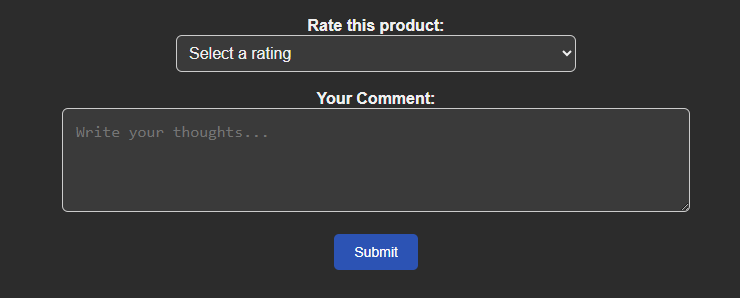 Rate this product:
Select a rating
Your Comment:
Write your thoughts...
Submit